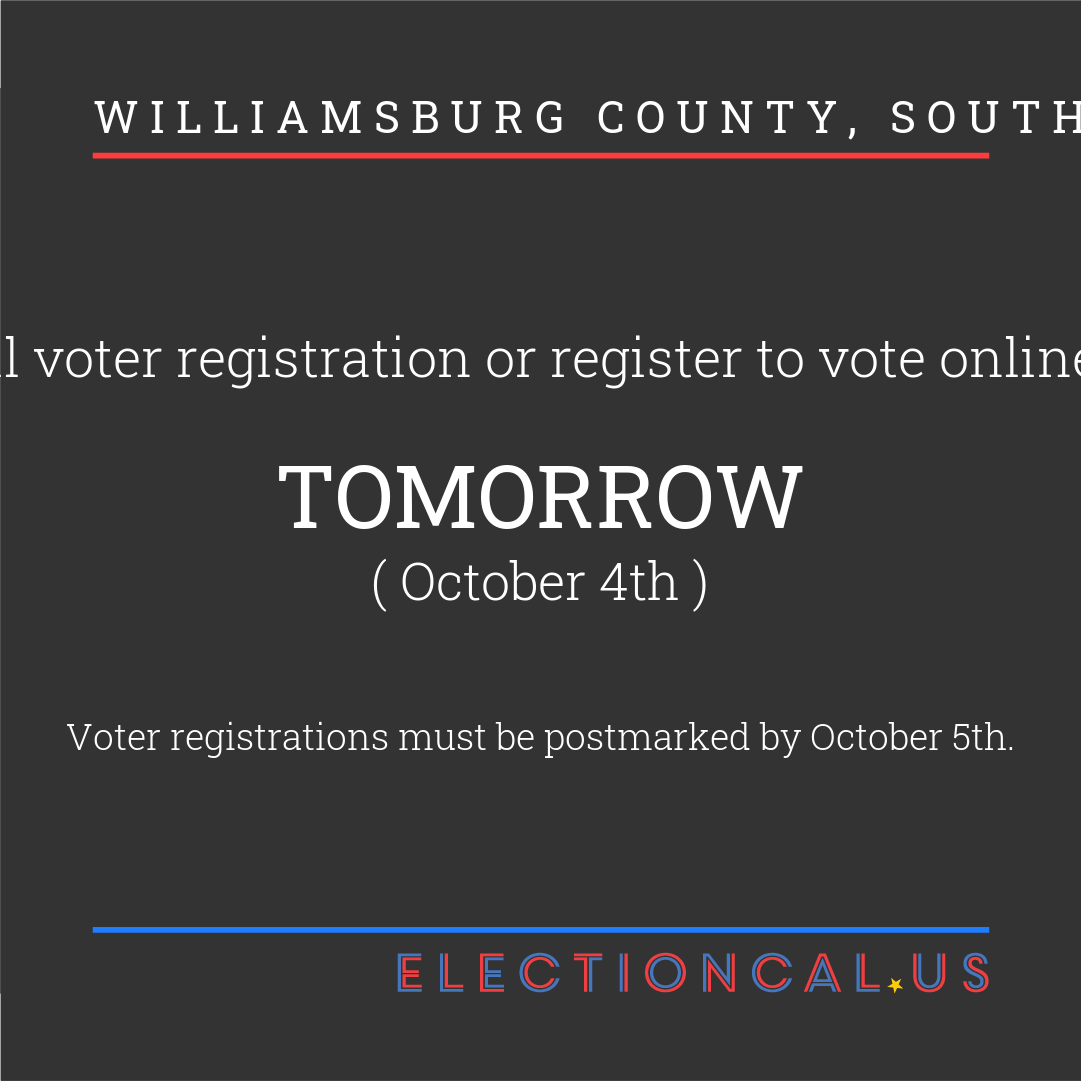 WILLIAMSBURG COUNTY, SOUTH
voter registration or register to vote online
TOMORROW
( October 4th )
Voter registrations must be postmarked by October 5th.
ELECTIONCAL.US